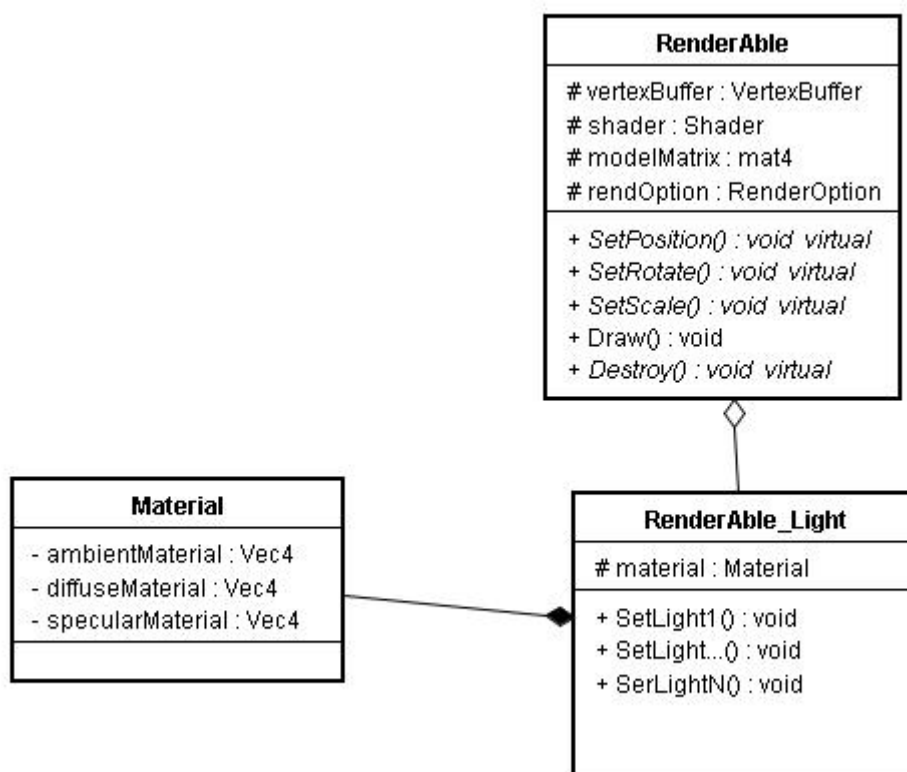 RenderAble
# vertexBuffer : VertexBuffer
# shader : Shader
# modelMatrix : mat4
# rendOption : RenderOption
+ SetPosition() : void virtual
+ SetRotate() : void virtual
+ SetScale() : void virtual
+ Draw() : void
+ Destroy() : void virtual
Material
- ambientMaterial : Vec4
- diffuseMaterial : Vec4
- specularMaterial : Vec4
RenderAble_Light
# material : Material
+ SetLight1() : void
+ SetLight...() : void
+ SerLightN() : void